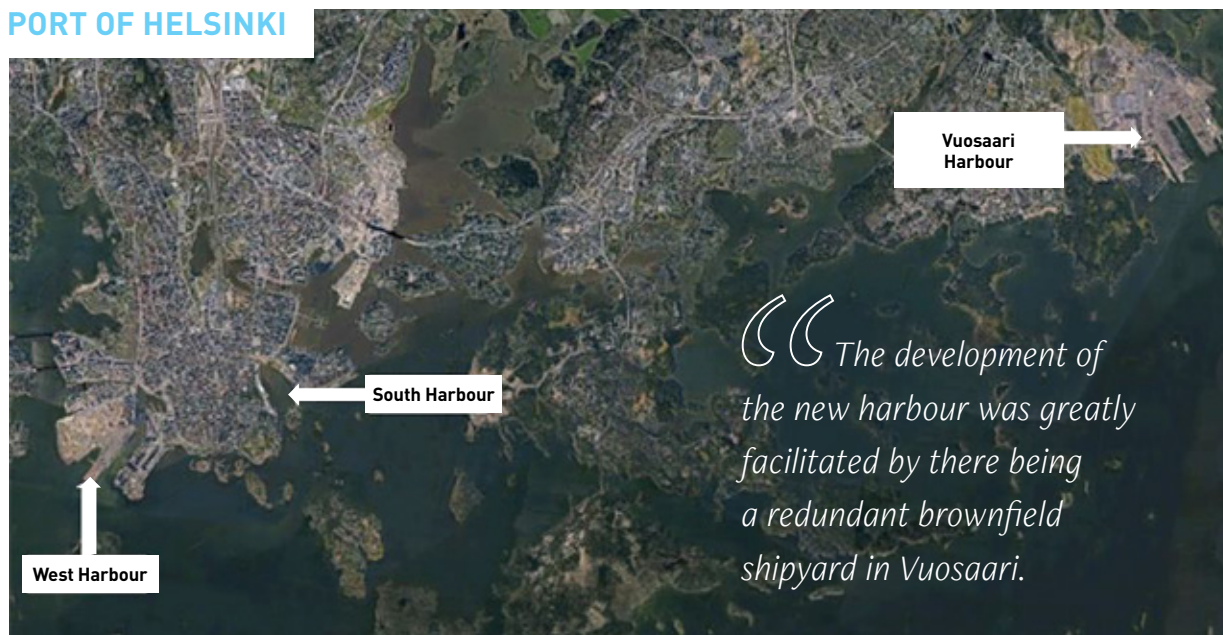 PORT OF HELSINKI
Vuosaari
Harbour
South Harbour
West Harbour
“The development of
the new harbour was greatly
facilitated by there being
a redundant brownfield
shipyard in Vuosaari.